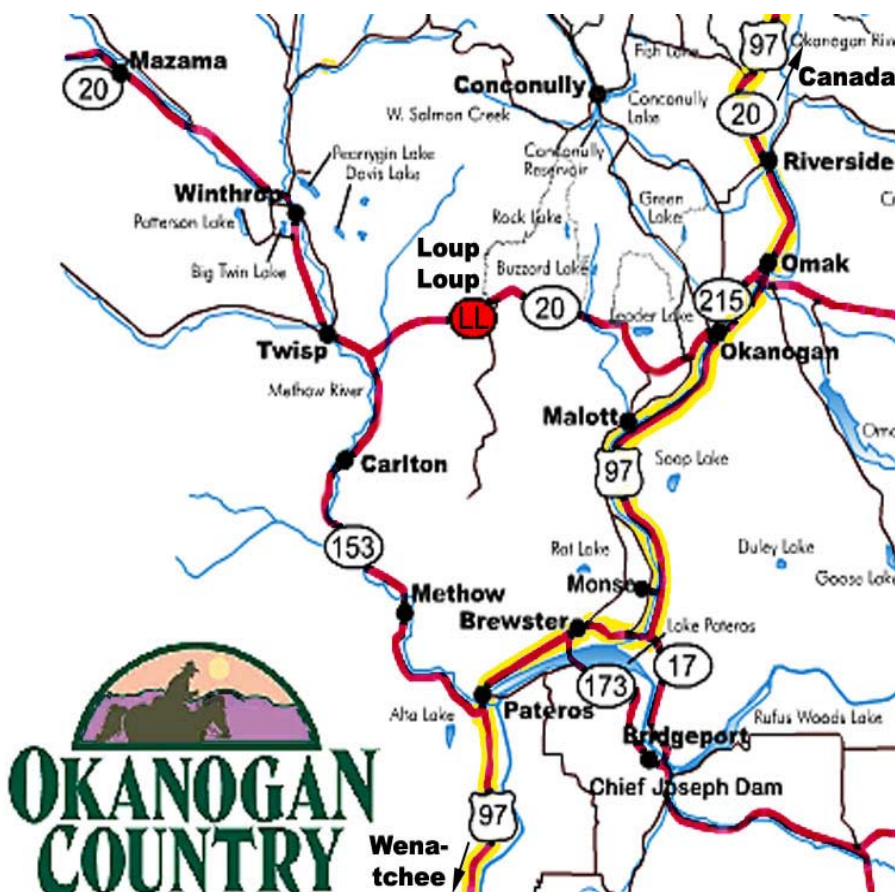 97
Okanogan Riv
Mazama
Fish Lake
Canada
20
Conconully
Conconully
Lake
20
W. Salmon Creek
Pearrygin Lake
Davis Lake
Conconully
Reservoir
Riverside
Winthrop
Green
Lake
Patterson Lake
Rock Lake
Loup
Loup
Omak
Big Twin Lake
Buzzard Lake
LL
20
215
Leader Lake
Twisp
Okanogan
Methow River
Malott
Carlton
97
Soap Lake
153
Rat Lake
Duley Lake
Goose Lake
Monse
Methow
Brewster
Lake Pateros
17
173
Alta Lake
Pateros
Rufus Woods Lake
Bridgeport
Chief Joseph Dam
OKANOGAN
COUNTRY
97
Wena-
tchee